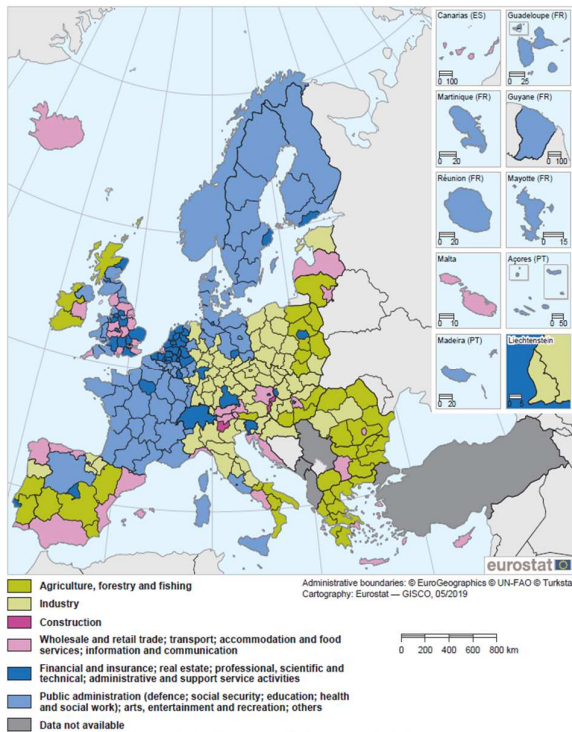 Canarias (ES)
0 100
Guadeloupe (FR)
0 25
Martinique (FR)
0 20
Guyane (FR)
0 100
Réunion (FR)
0 20
Mayotte (FR)
0 15
Malta
0 10
Açores (PT)
0 50
Madeira (PT)
0 20
Liechtenstein
eurostat
Administrative boundaries: © EuroGeographics © UN-FAO © Turksta
Cartography: Eurostat — GISCO, 05/2019
0 200 400 600 800 km
Agriculture, forestry and fishing
Industry
Construction
Wholesale and retail trade; transport; accommodation and food
services; information and communication
Financial and insurance; real estate; professional, scientific and
technical; administrative and support service activities
Public administration (defence; social security; education; health
and social work); arts, entertainment and recreation; others
Data not available